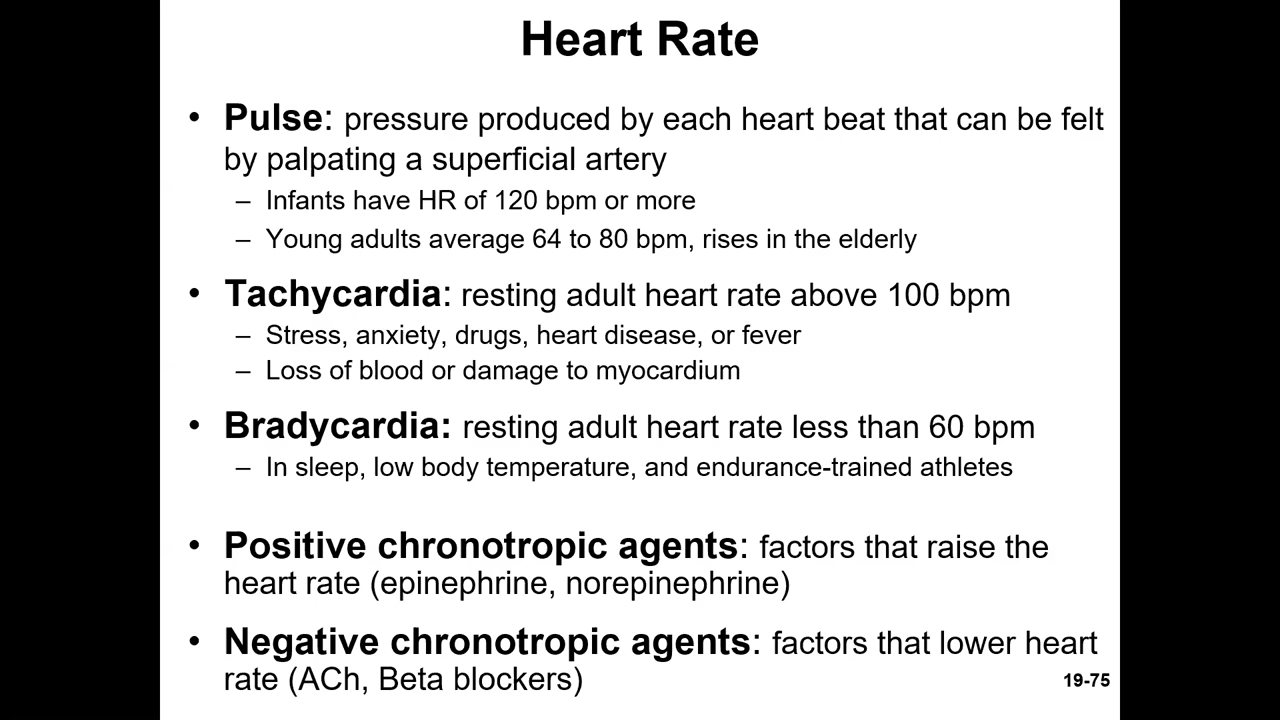 Heart Rate
• Pulse: pressure produced by each heart beat that can be felt
by palpating a superficial artery
– Infants have HR of 120 bpm or more
– Young adults average 64 to 80 bpm, rises in the elderly
• Tachycardia: resting adult heart rate above 100 bpm
– Stress, anxiety, drugs, heart disease, or fever
– Loss of blood or damage to myocardium
• Bradycardia: resting adult heart rate less than 60 bpm
– In sleep, low body temperature, and endurance-trained athletes
• Positive chronotropic agents: factors that raise the
heart rate (epinephrine, norepinephrine)
• Negative chronotropic agents: factors that lower heart
rate (ACh, Beta blockers)
19-75